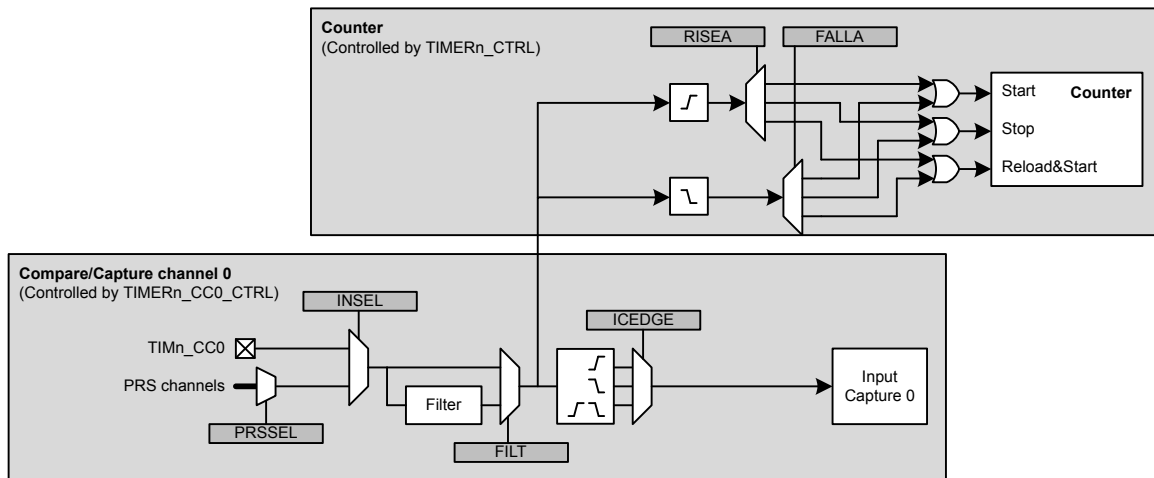 Counter
(Controlled by TIMERn_CTRL)
RISEA
FALLA
Start
Counter
Stop
Reload&Start
Compare/Capture channel 0
(Controlled by TIMERn_CC0_CTRL)
INSEL
ICEDGE
TIMn_CC0
PRS channels
Filter
Input
Capture 0
PRSSEL
FILT